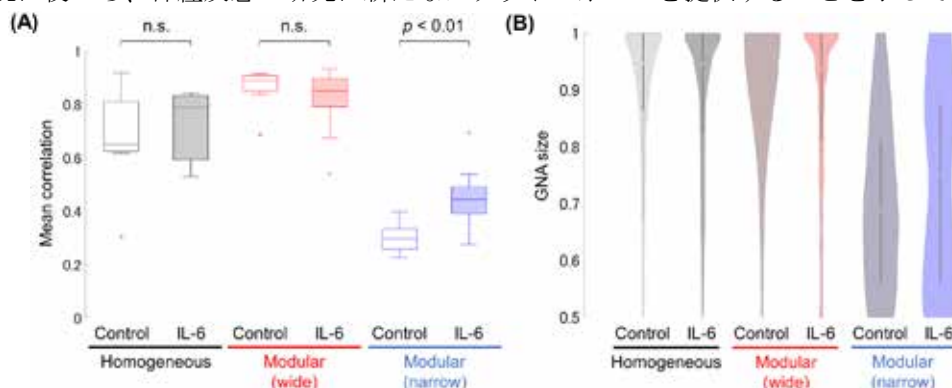 (A)
n.s.
n.s.
p < 0.01
Mean correlation
1
0.8
0.6
0.4
0.2
0
Control IL-6 Control IL-6 Control IL-6
Homogeneous Modular (wide) Modular (narrow)
(B)
GNA size
1
0.9
0.8
0.7
0.6
0.5
Control IL-6 Control IL-6 Control IL-6
Homogeneous Modular (wide) Modular (narrow)